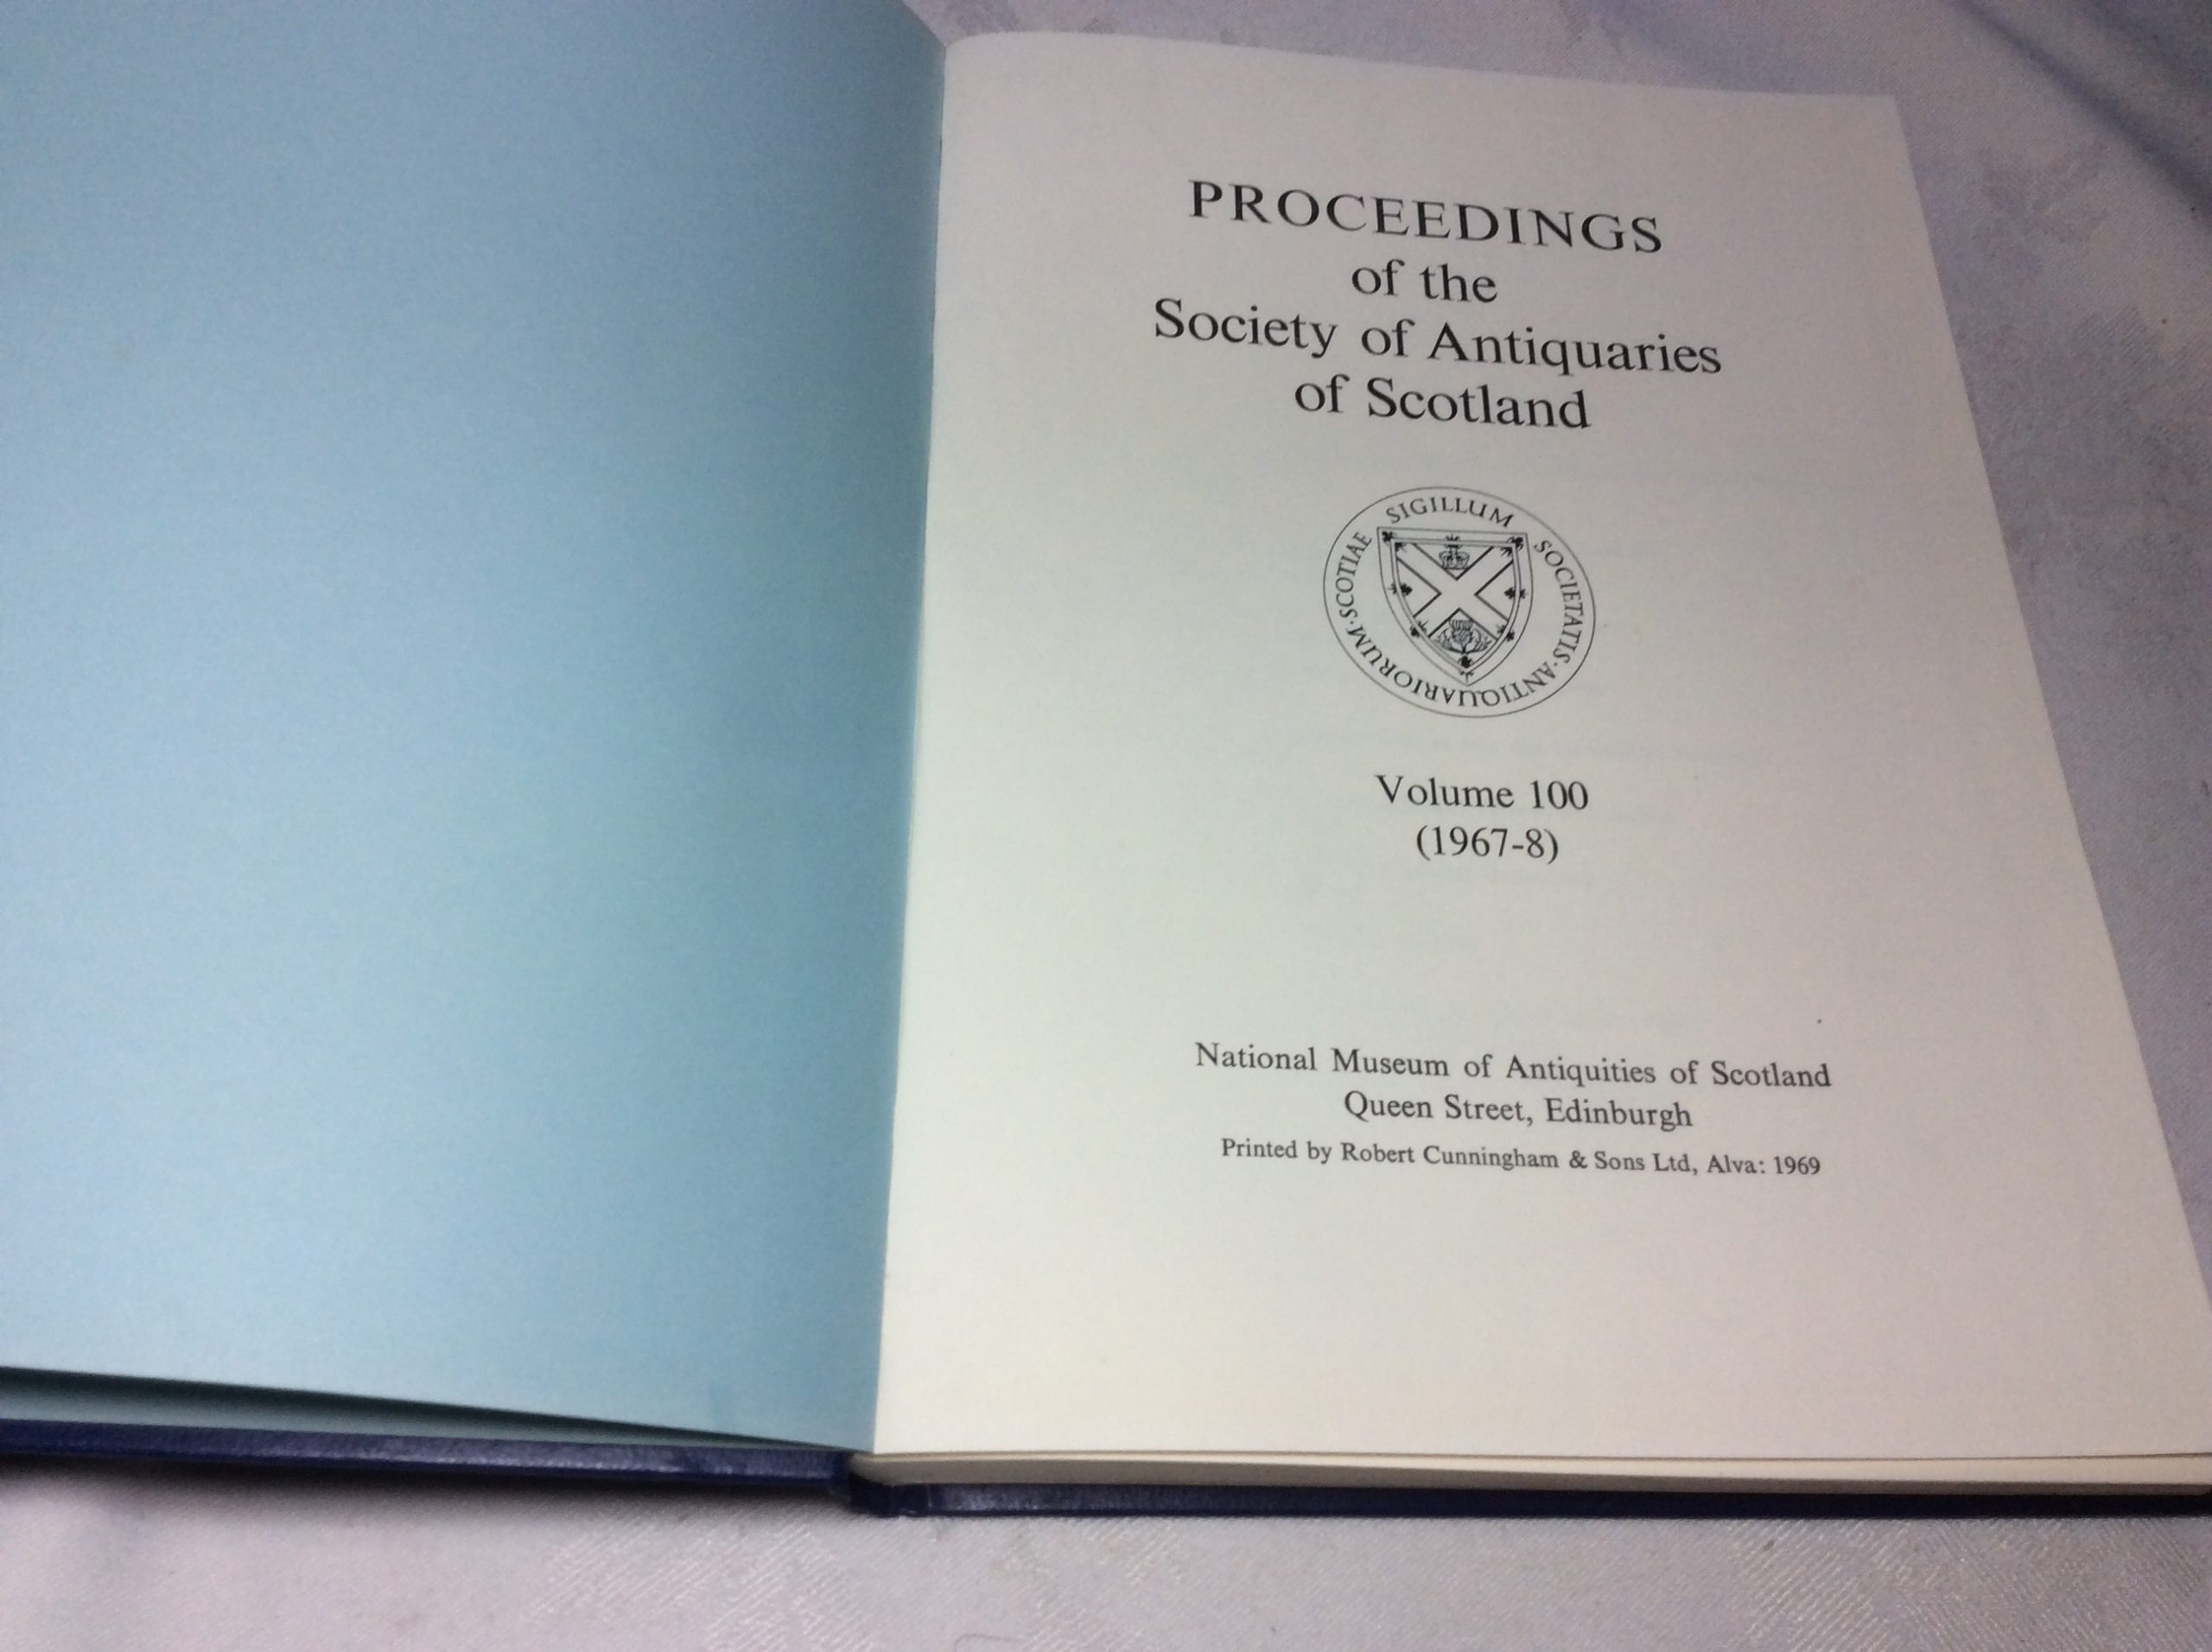 PROCEEDINGS
of the
Society of Antiquaries
of Scotland
SIGILLUM SOCIETATIS·ANTIQUARIORUM·SCOTIAE
Volume 100
(1967-8)
National Museum of Antiquities of Scotland
Queen Street, Edinburgh
Printed by Robert Cunningham & Sons Ltd, Alva: 1969